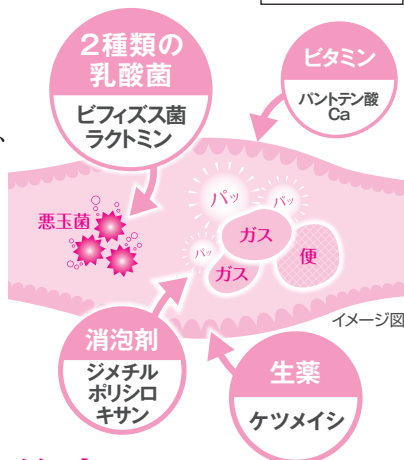 2種類の
乳酸菌
ビフィズス菌
ラクトミン
ビタミン
パントテン酸
Ca
、
悪玉菌
パッ
パッ
パッ
ガス
ガス
便
イメージ図
消泡剤
ジメチル
ポリシロ
キサン
生薬
ケツメイシ